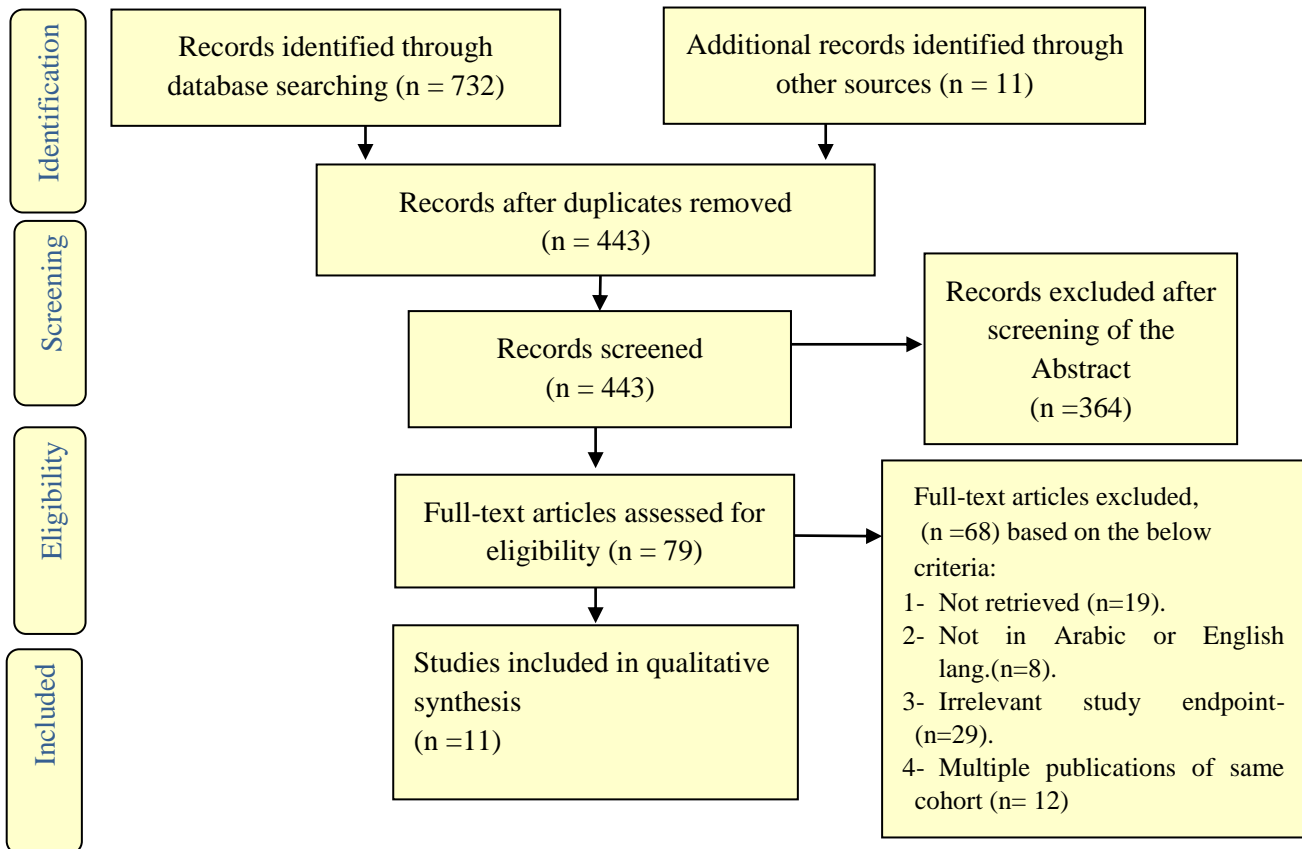 Identification
Records identified through
database searching (n = 732)
Additional records identified through
other sources (n = 11)
Records after duplicates removed
(n = 443)
Screening
Records screened
(n = 443)
Records excluded after
screening of the
Abstract
(n =364)
Eligibility
Full-text articles assessed for
eligibility (n = 79)
Full-text articles excluded,
(n =68) based on the below
criteria:
1- Not retrieved (n=19).
2- Not in Arabic or English
lang.(n=8).
3- Irrelevant study endpoint-
(n=29).
4- Multiple publications of same
cohort (n= 12)
Included
Studies included in qualitative
synthesis
(n =11)